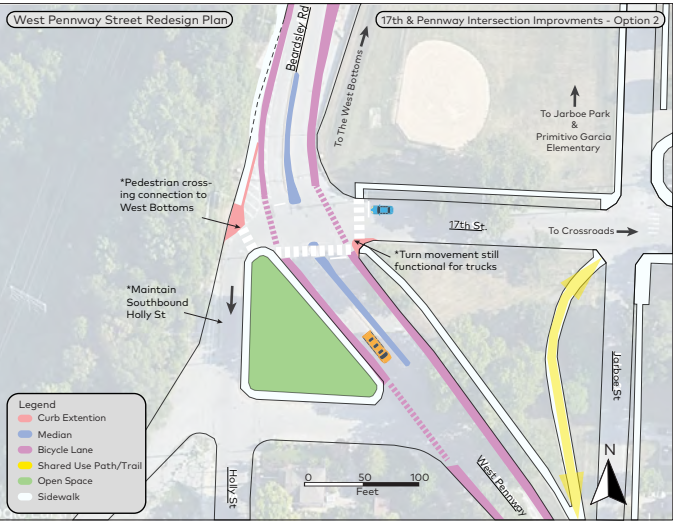 West Pennway Street Redesign Plan
17th & Pennway Intersection Improvments - Option 2
Beardsley Rd
To The West Bottoms
To Jarboe Park
&
Primitivo Garcia
Elementary
*Pedestrian cross-
ing connection to
West Bottoms
17th St.
To Crossroads
*Turn movement still
functional for trucks
*Maintain
Southbound
Holly St
Jarboe St
Legend
Curb Extention
Median
Bicycle Lane
Shared Use Path/Trail
Open Space
Sidewalk
Holly St
0 50 100
Feet
West Pennway
N